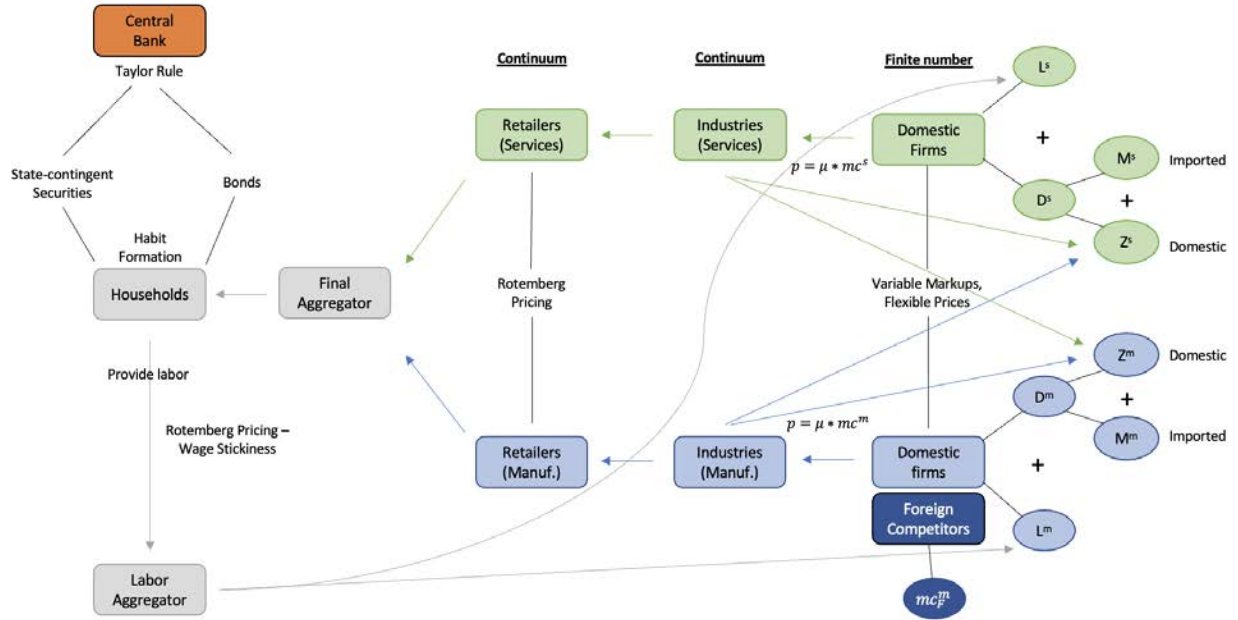 Central
Bank
Taylor Rule
State-contingent
Securities
Bonds
Habit
Formation
Households
Final
Aggregator
Provide labor
Rotemberg Pricing –
Wage Stickiness
Labor
Aggregator
Continuum
Continuum
Finite number
Retailers
(Services)
Industries
(Services)
Domestic
Firms
p = μ * mcˢ
Lˢ
+
Mˢ
Imported
Dˢ
+
Zˢ
Domestic
Rotemberg
Pricing
Variable Markups,
Flexible Prices
Zᵐ
Domestic
Dᵐ
+
Mᵐ
Imported
Retailers
(Manuf.)
Industries
(Manuf.)
p = μ * mcᵐ
Domestic
firms
+
Foreign
Competitors
Lᵐ
mc_F^m